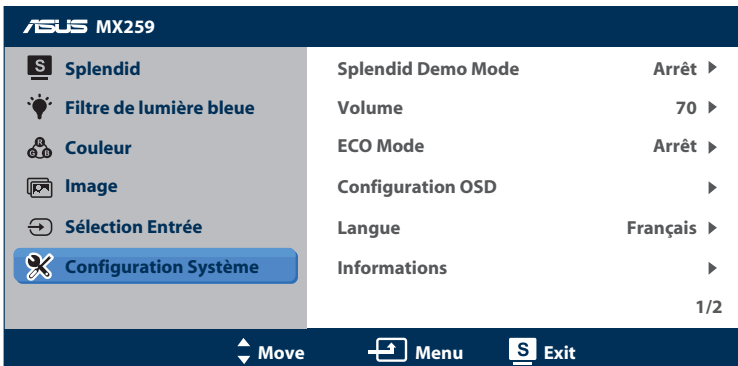 ASUS MX259
S Splendid
Filtre de lumière bleue
R G B Couleur
Image
Sélection Entrée
Configuration Système
Splendid Demo Mode Arrêt
Volume 70
ECO Mode Arrêt
Configuration OSD
Langue Français
Informations
1/2
Move Menu S Exit